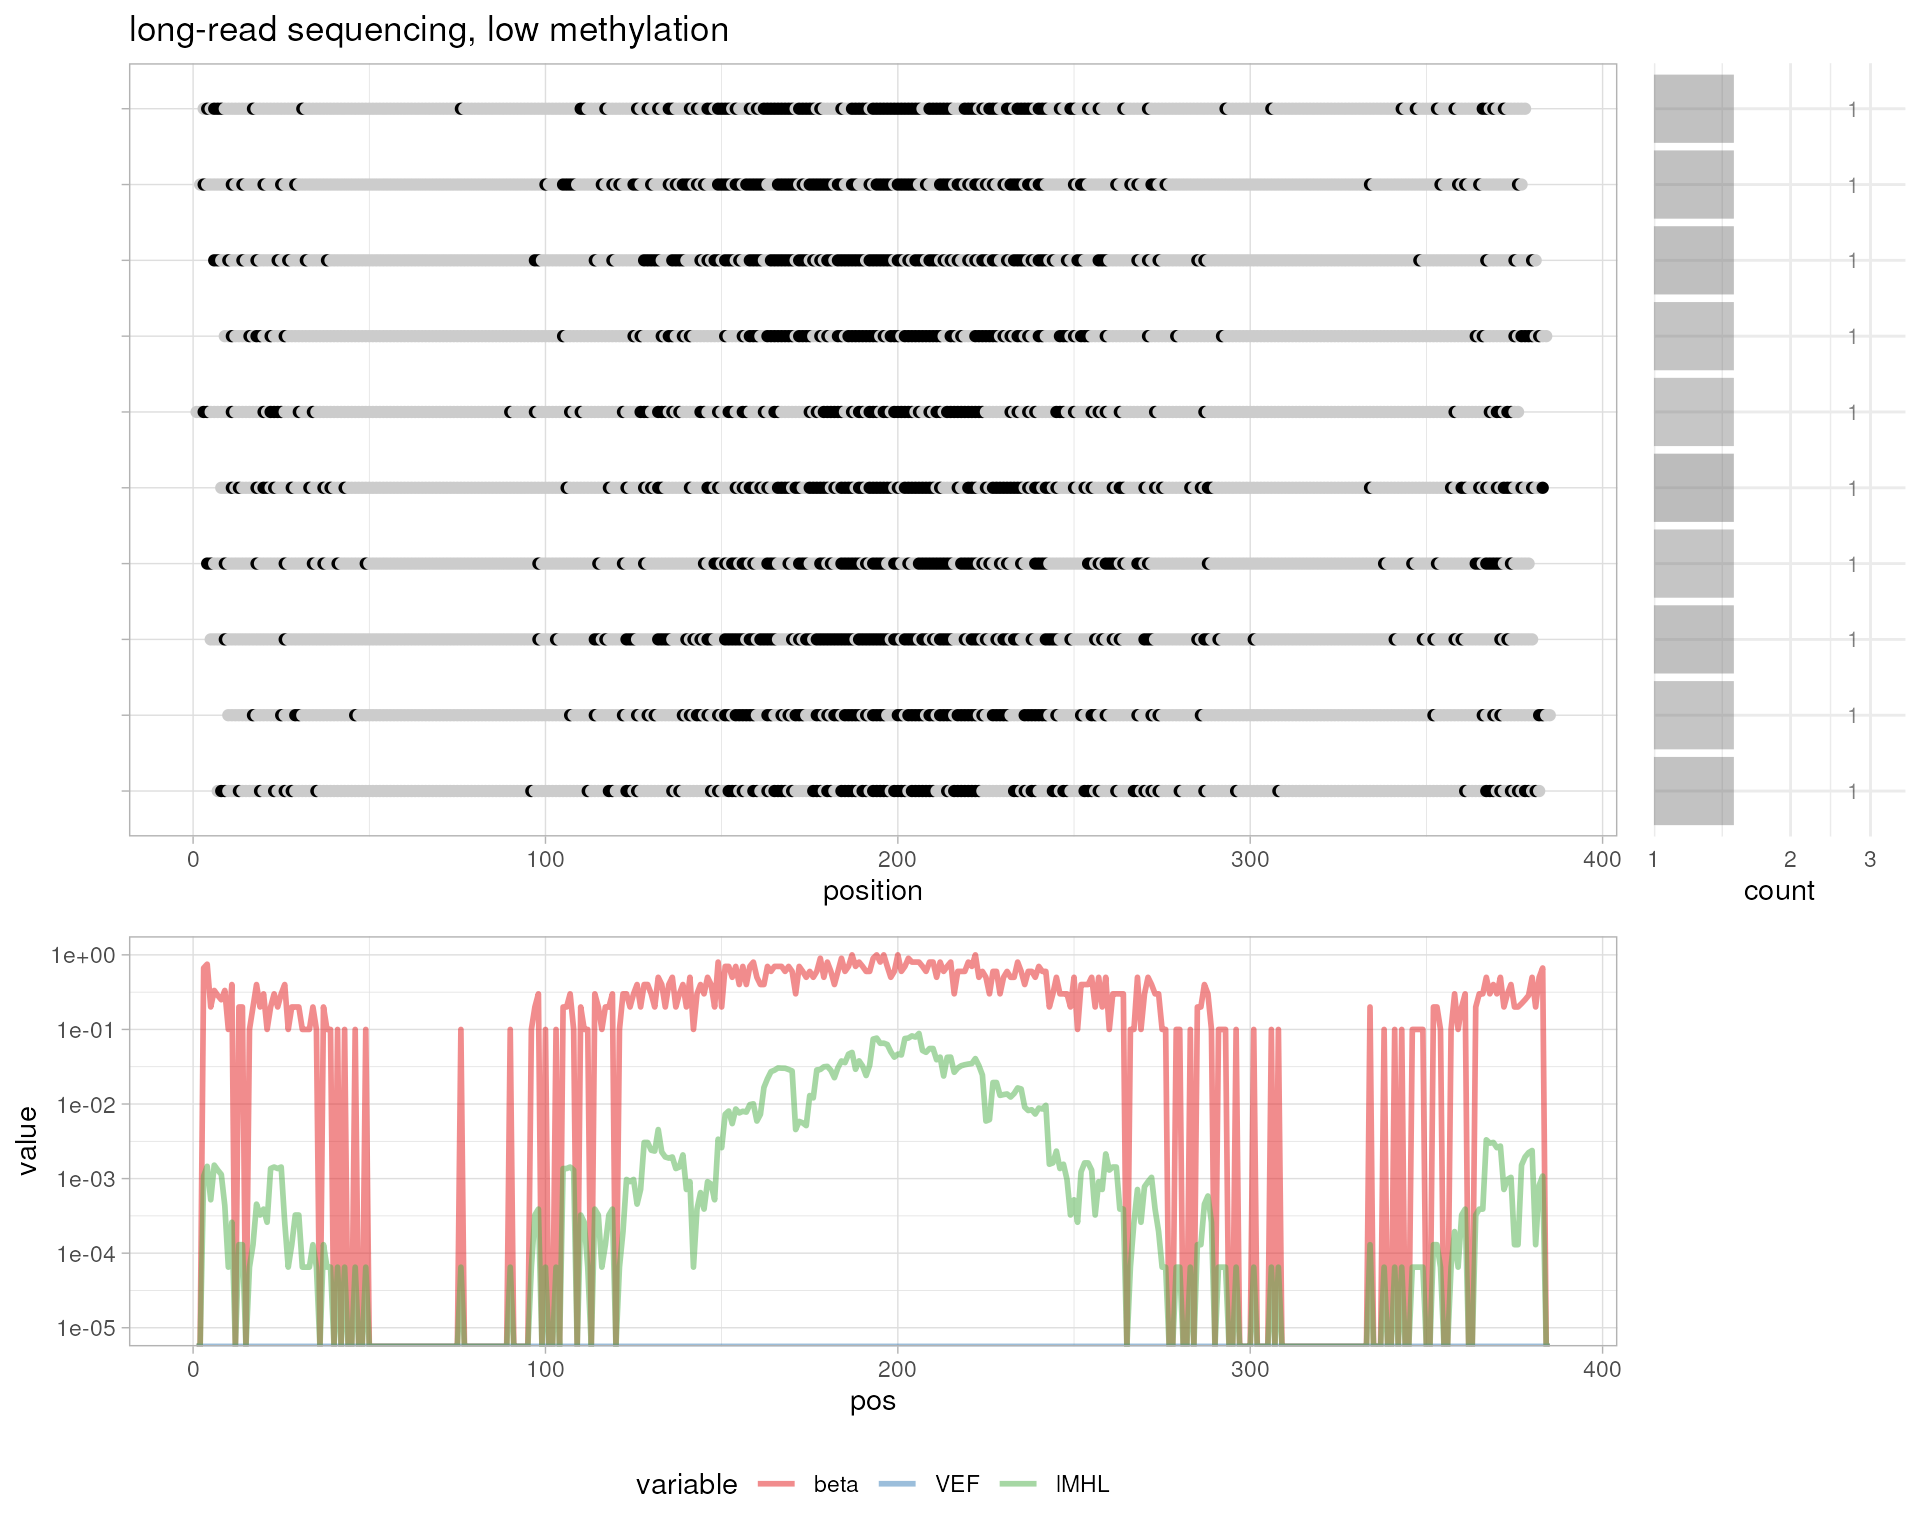 long-read sequencing, low methylation
1
1
1
1
1
1
1
1
1
1
0 100 200 300 400
position
1 2 3
count
1e+00
1e-01
1e-02
1e-03
1e-04
1e-05
value
0 100 200 300 400
pos
variable beta VEF lMHL